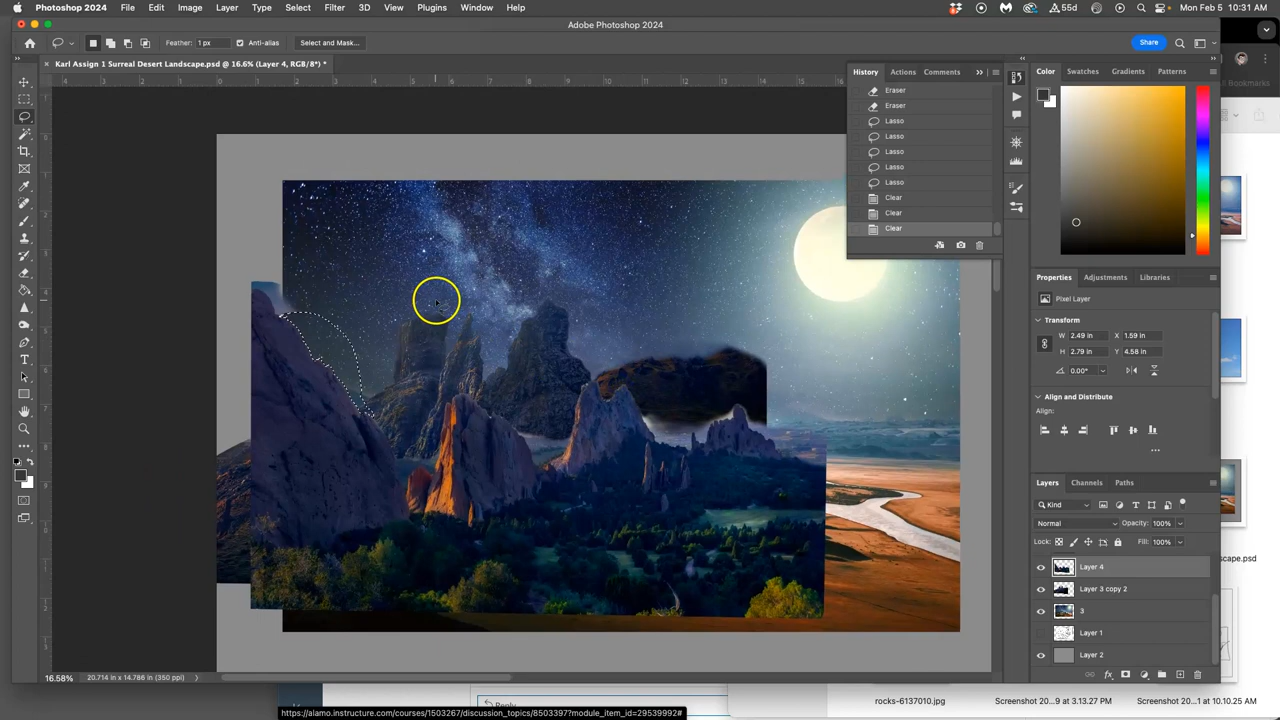 Photoshop 2024 File Edit Image Layer Type Select Filter 3D View Plugins Window Help 55d Mon Feb 5 10:31 AM
Adobe Photoshop 2024
Feather: 1 px Anti-alias Select and Mask... Share
Karl Assign 1 Surreal Desert Landscape.psd @ 16.6% (Layer 4, RGB/8*) *
History Actions Comments
Eraser
Eraser
Lasso
Lasso
Lasso
Lasso
Lasso
Clear
Clear
Clear
Color Swatches Gradients Patterns
Properties Adjustments Libraries
Pixel Layer
Transform
W 2.49 in X 1.59 in
H 2.79 in Y 4.58 in
0.00°
Align and Distribute
Align:
Layers Channels Paths
Kind
Normal Opacity: 100%
Lock: Fill: 100%
Layer 4
Layer 3 copy 2
3
Layer 1
Layer 2
16.58% 20.714 in x 14.786 in (350 ppi)
Bookmarks
cape.psd
Reply
rocks-6137110.jpg Screenshot 20...9 at 3.13.27 PM Screenshot 20...01 at 10.10.25 AM
https://alamo.instructure.com/courses/1503267/discussion_topics/8503397?module_item_id=29539992#